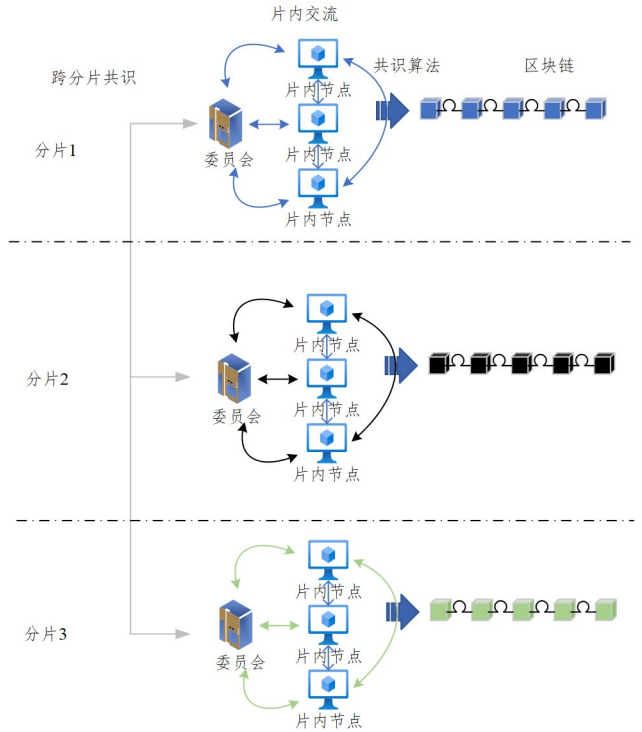 片内交流
跨分片共识
共识算法
区块链
片内节点
分片1
片内节点
委员会
片内节点
片内节点
分片2
片内节点
委员会
片内节点
片内节点
分片3
片内节点
委员会
片内节点